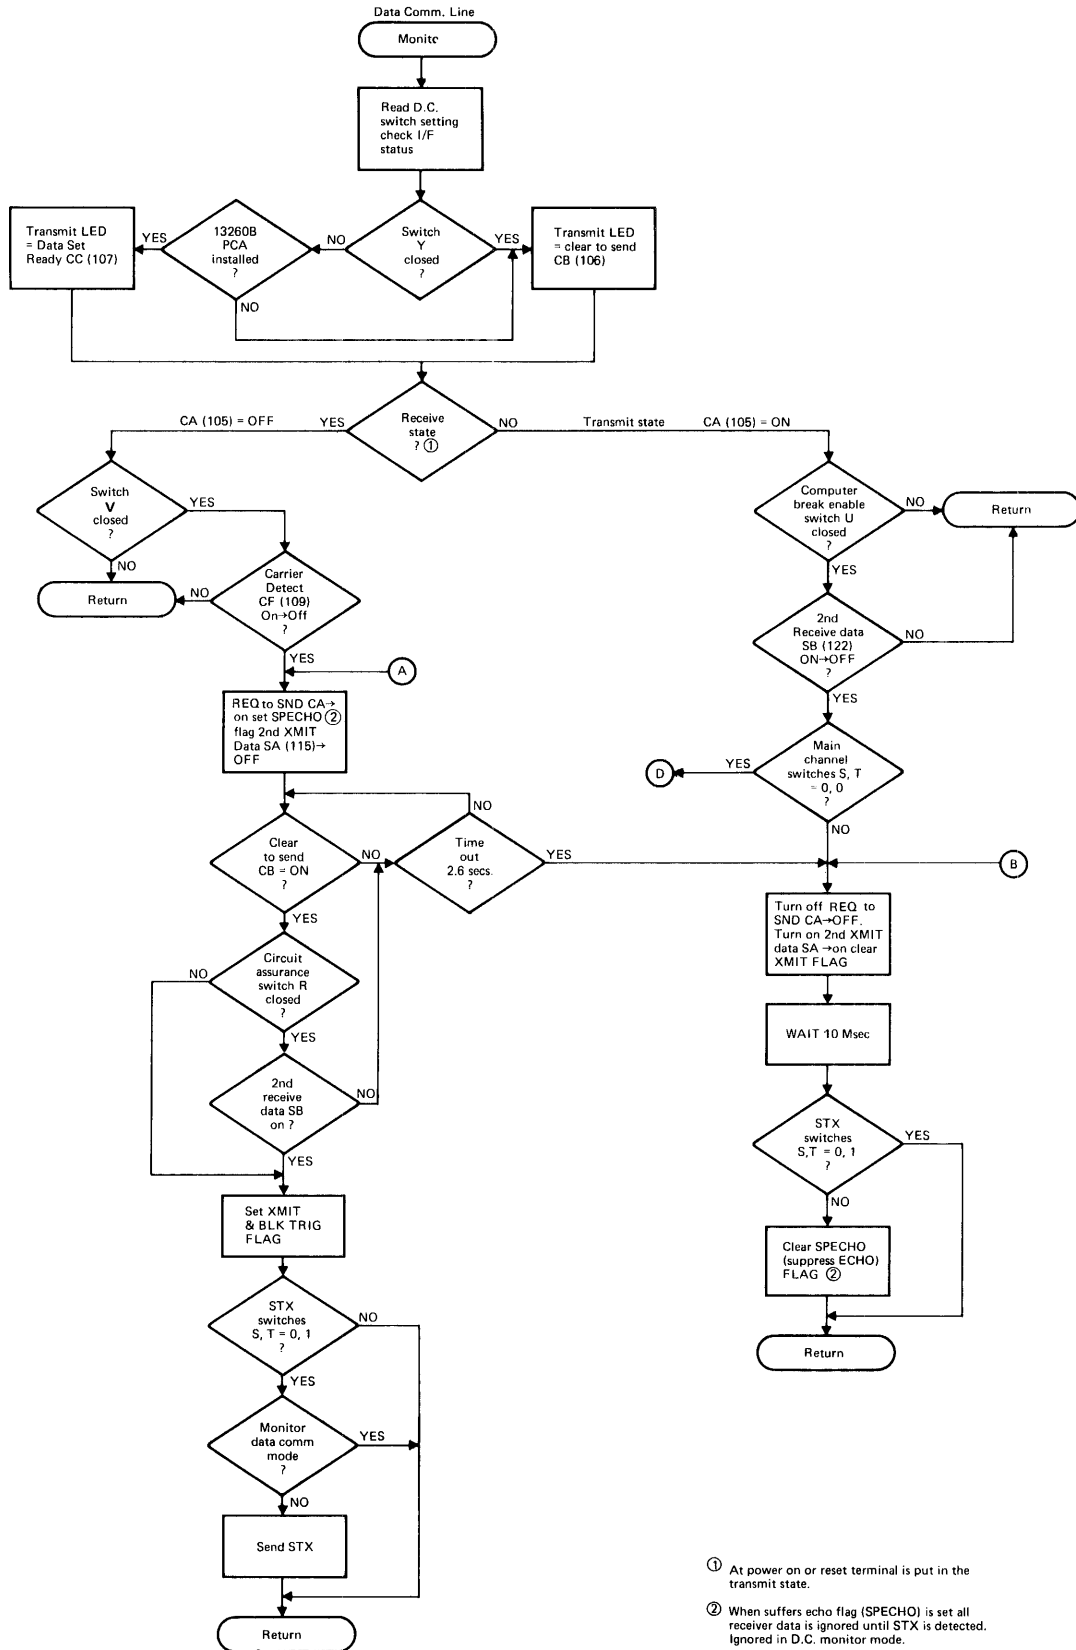 Data Comm. Line
Monitc
Read D.C.
switch setting
check I/F
status
Transmit LED
= Data Set
Ready CC (107)
YES
13260B
PCA
installed
?
NO
Switch
Y
closed
?
YES
Transmit LED
= clear to send
CB (106)
NO
CA (105) = OFF
YES
Receive
state
? ①
NO
Transmit state
CA (105) = ON
Switch
V
closed
?
YES
NO
Return
NO
Carrier
Detect
CF (109)
On→Off
?
YES
A
Computer
break enable
switch U
closed
?
NO
Return
YES
2nd
Receive data
SB (122)
ON→OFF
?
NO
YES
REQ to SND CA→
on set SPECHO ②
flag 2nd XMIT
Data SA (115)→
OFF
D
YES
Main
channel
switches S, T
= 0, 0
?
NO
NO
Clear
to send
CB = ON
?
NO
Time
out
2.6 secs.
?
YES
B
YES
Turn off REQ to
SND CA→OFF.
Turn on 2nd XMIT
data SA →on clear
XMIT FLAG
NO
Circuit
assurance
switch R
closed
?
YES
WAIT 10 Msec
2nd
receive
data SB
on ?
NO
YES
STX
switches
S,T = 0, 1
?
YES
NO
Set XMIT
& BLK TRIG
FLAG
Clear SPECHO
(suppress ECHO)
FLAG ②
STX
switches
S, T = 0, 1
?
NO
YES
Return
Monitor
data comm
mode
?
YES
NO
Send STX
Return
① At power on or reset terminal is put in the
transmit state.
② When suffers echo flag (SPECHO) is set all
receiver data is ignored until STX is detected.
Ignored in D.C. monitor mode.